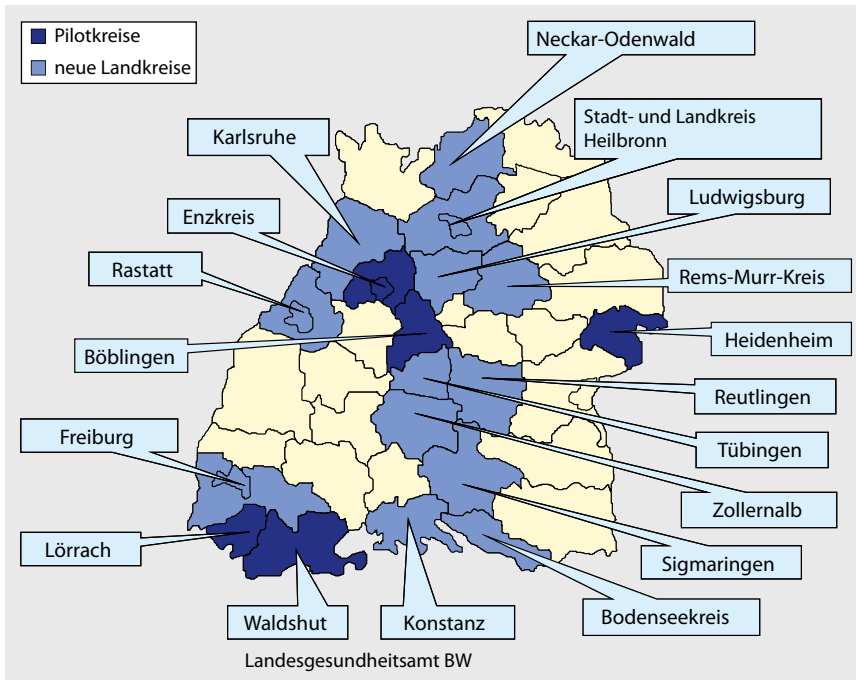 Pilotkreise
neue Landkreise
Neckar-Odenwald
Stadt- und Landkreis
Heilbronn
Karlsruhe
Ludwigsburg
Enzkreis
Rastatt
Rems-Murr-Kreis
Heidenheim
Böblingen
Reutlingen
Freiburg
Tübingen
Zollernalb
Lörrach
Sigmaringen
Waldshut
Konstanz
Bodenseekreis
Landesgesundheitsamt BW